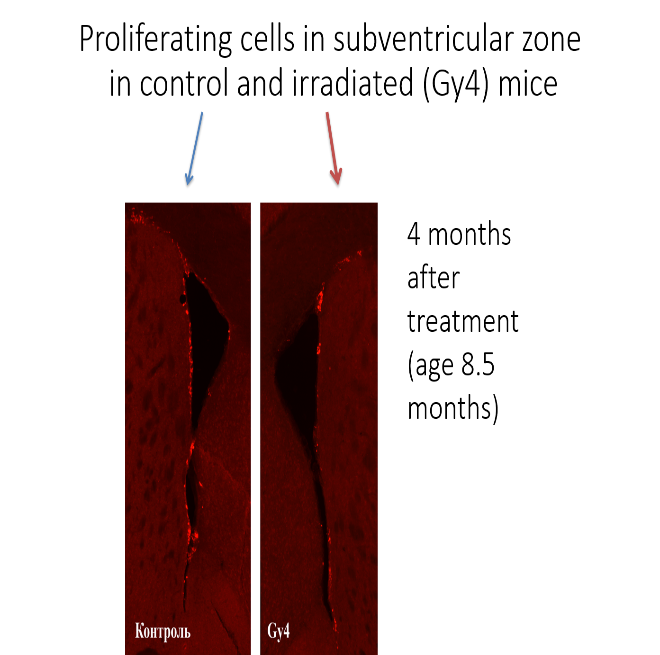 Proliferating cells in subventricular zone
in control and irradiated (Gy4) mice
4 months
after
treatment
(age 8.5
months)
Контроль
Gy4